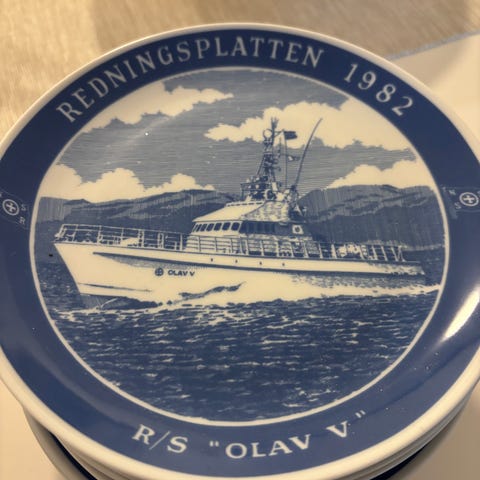 REDNINGSPLATTEN 1982
OLAV V
R/S "OLAV V"